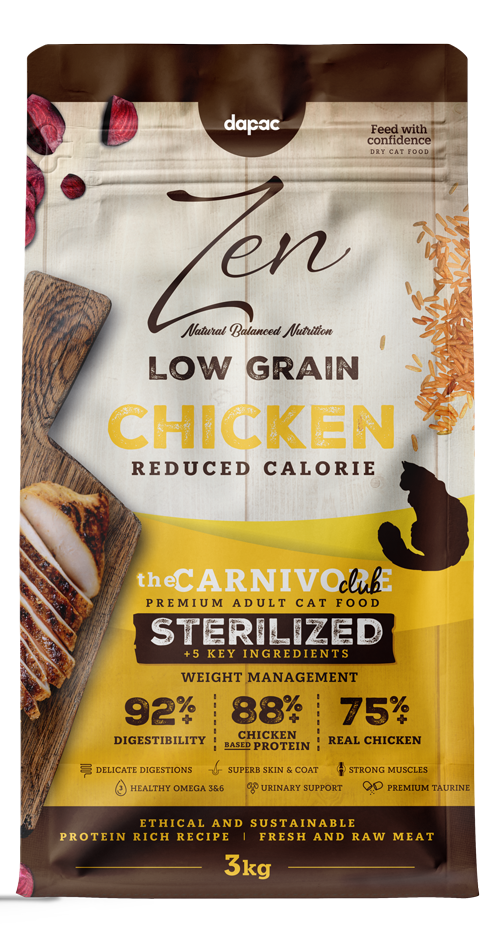 dapac
Feed with
confidence
DRY CAT FOOD
Zen
Natural Balanced Nutrition
LOW GRAIN
CHICKEN
REDUCED CALORIE
theCARNIVORE club
PREMIUM ADULT CAT FOOD
STERILIZED
+5 KEY INGREDIENTS
WEIGHT MANAGEMENT
92%+ 88%+ 75%+
DIGESTIBILITY CHICKEN BASED PROTEIN REAL CHICKEN
DELICATE DIGESTIONS SUPERB SKIN & COAT STRONG MUSCLES
3 HEALTHY OMEGA 3&6 URINARY SUPPORT PREMIUM TAURINE
ETHICAL AND SUSTAINABLE
PROTEIN RICH RECIPE | FRESH AND RAW MEAT
3kg